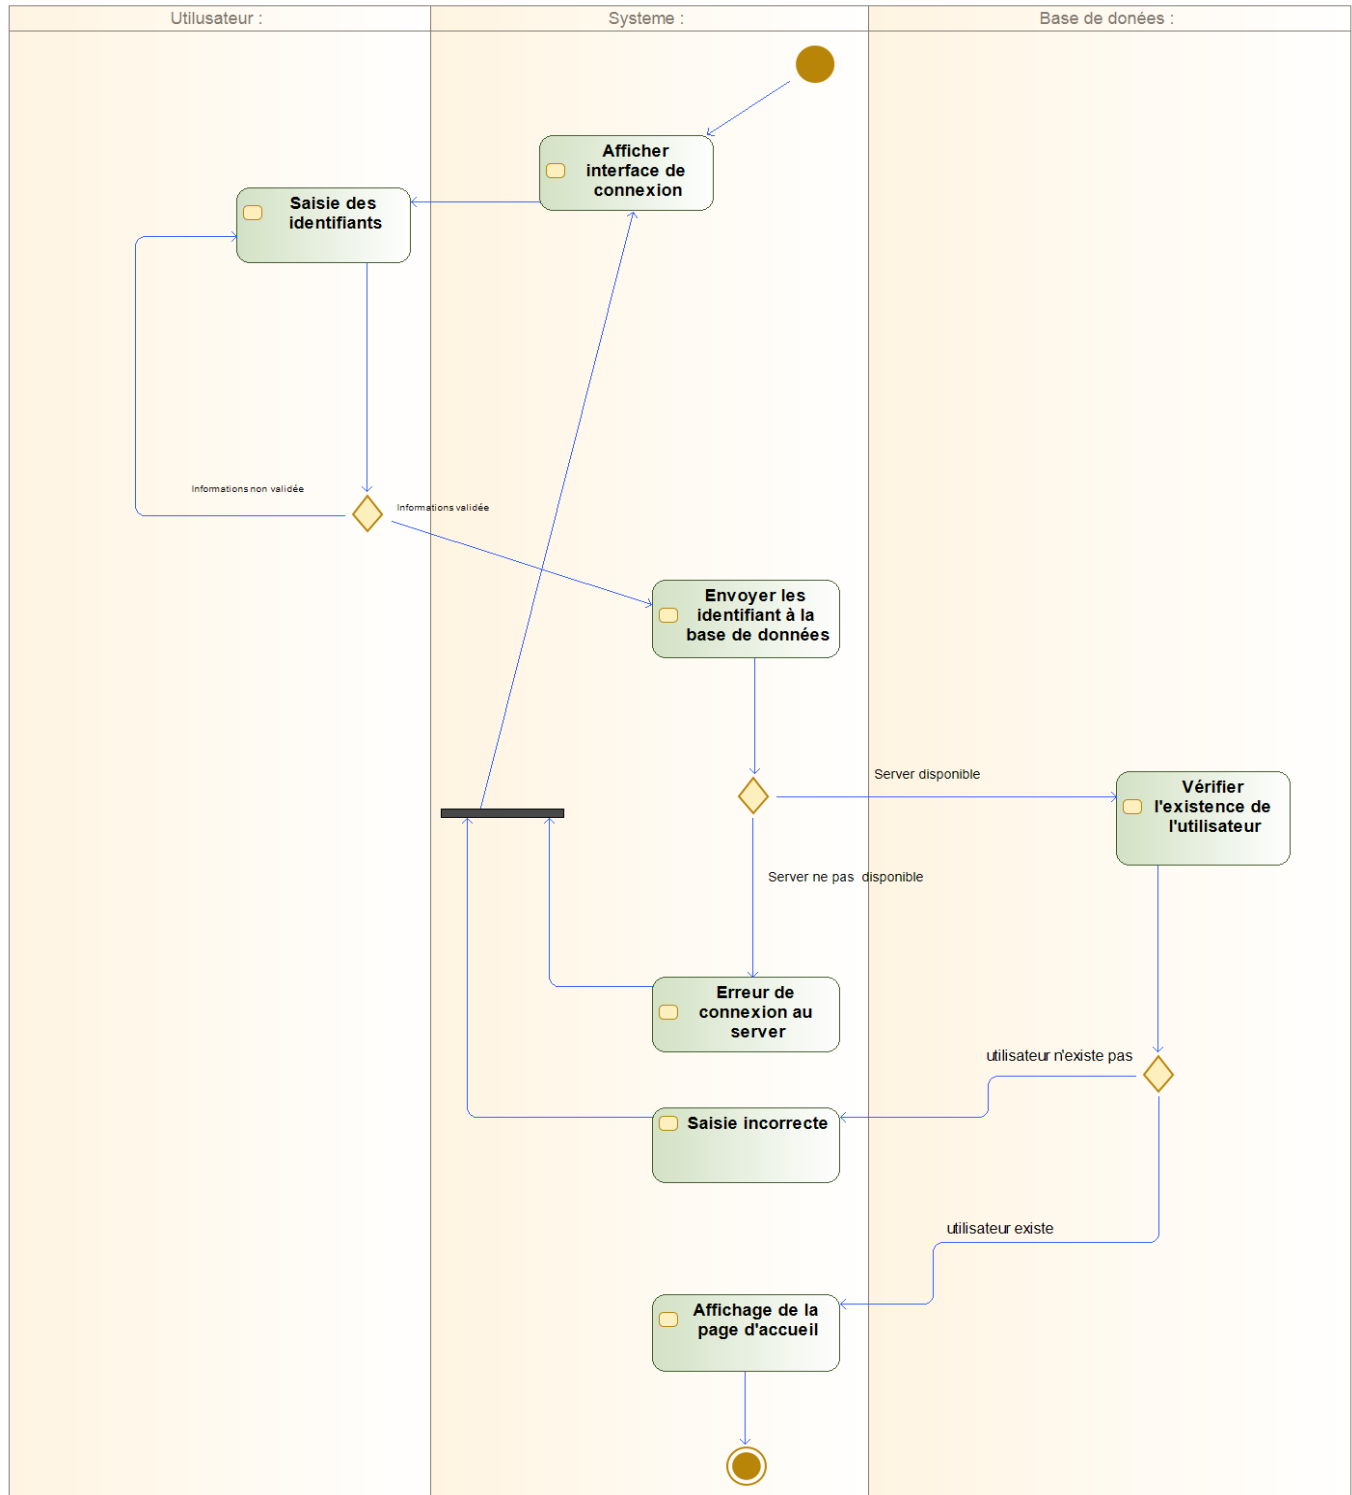 Utilusateur :
Systeme :
Base de donées :
Afficher
interface de
connexion
Saisie des
identifiants
Informations non validée
Informations validée
Envoyer les
identifiant à la
base de données
Server disponible
Vérifier
l'existence de
l'utilisateur
Server ne pas disponible
Erreur de
connexion au
server
utilisateur n'existe pas
Saisie incorrecte
utilisateur existe
Affichage de la
page d'accueil